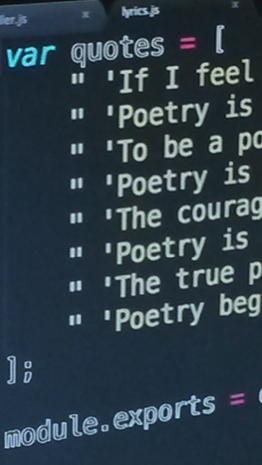 ler.js x lyrics.js x
var quotes = [
" 'If I feel
" 'Poetry is
" 'To be a po
" 'Poetry is
" 'The courag
" 'Poetry is
" 'The true p
" 'Poetry beg
];
module.exports =